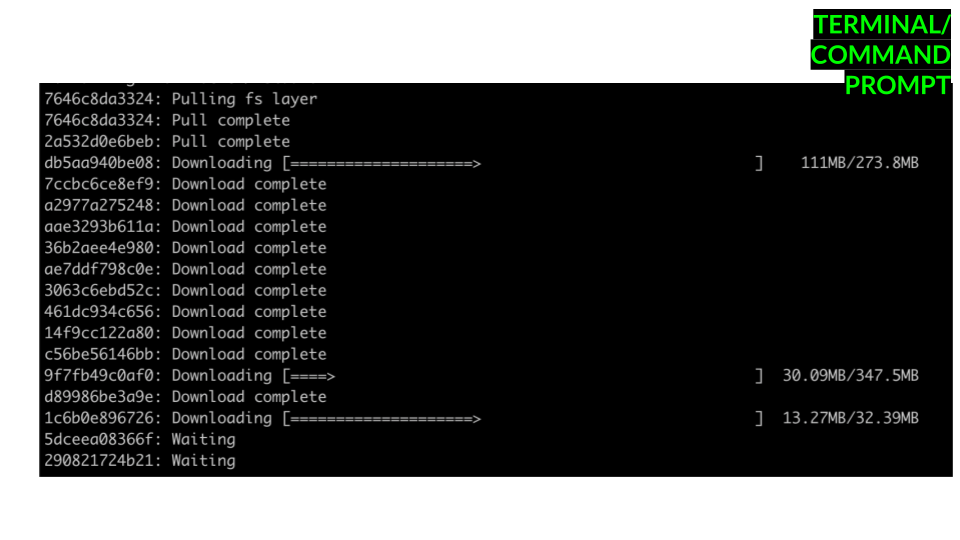 TERMINAL/
COMMAND
PROMPT
7646c8da3324: Pulling fs layer
7646c8da3324: Pull complete
2a532d0e6beb: Pull complete
db5aa940be08: Downloading [====================>                              ]    111MB/273.8MB
7ccbc6ce8ef9: Download complete
a2977a275248: Download complete
aae3293b611a: Download complete
36b2aee4e980: Download complete
ae7ddf798c0e: Download complete
3063c6ebd52c: Download complete
461dc934c656: Download complete
14f9cc122a80: Download complete
c56be56146bb: Download complete
9f7fb49c0af0: Downloading [====>                                              ]  30.09MB/347.5MB
d89986be3a9e: Download complete
1c6b0e896726: Downloading [====================>                              ]  13.27MB/32.39MB
5dceea08366f: Waiting
290821724b21: Waiting